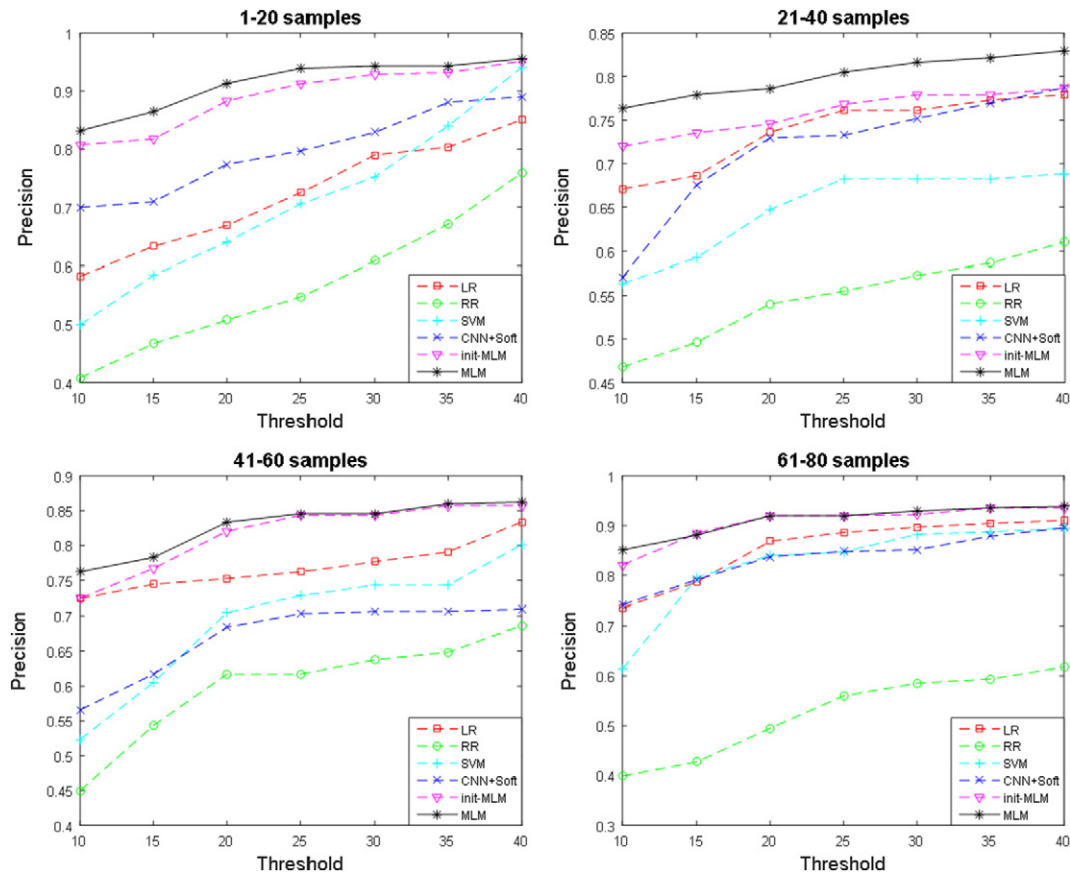 1-20 samples
1
0.9
0.8
0.7
0.6
0.5
0.4
Precision
10 15 20 25 30 35 40
Threshold
LR
RR
SVM
CNN+Soft
init-MLM
MLM
21-40 samples
0.85
0.8
0.75
0.7
0.65
0.6
0.55
0.5
0.45
Precision
10 15 20 25 30 35 40
Threshold
LR
RR
SVM
CNN+Soft
init-MLM
MLM
41-60 samples
0.9
0.85
0.8
0.75
0.7
0.65
0.6
0.55
0.5
0.45
0.4
Precision
10 15 20 25 30 35 40
Threshold
LR
RR
SVM
CNN+Soft
init-MLM
MLM
61-80 samples
1
0.9
0.8
0.7
0.6
0.5
0.4
0.3
Precision
10 15 20 25 30 35 40
Threshold
LR
RR
SVM
CNN+Soft
init-MLM
MLM